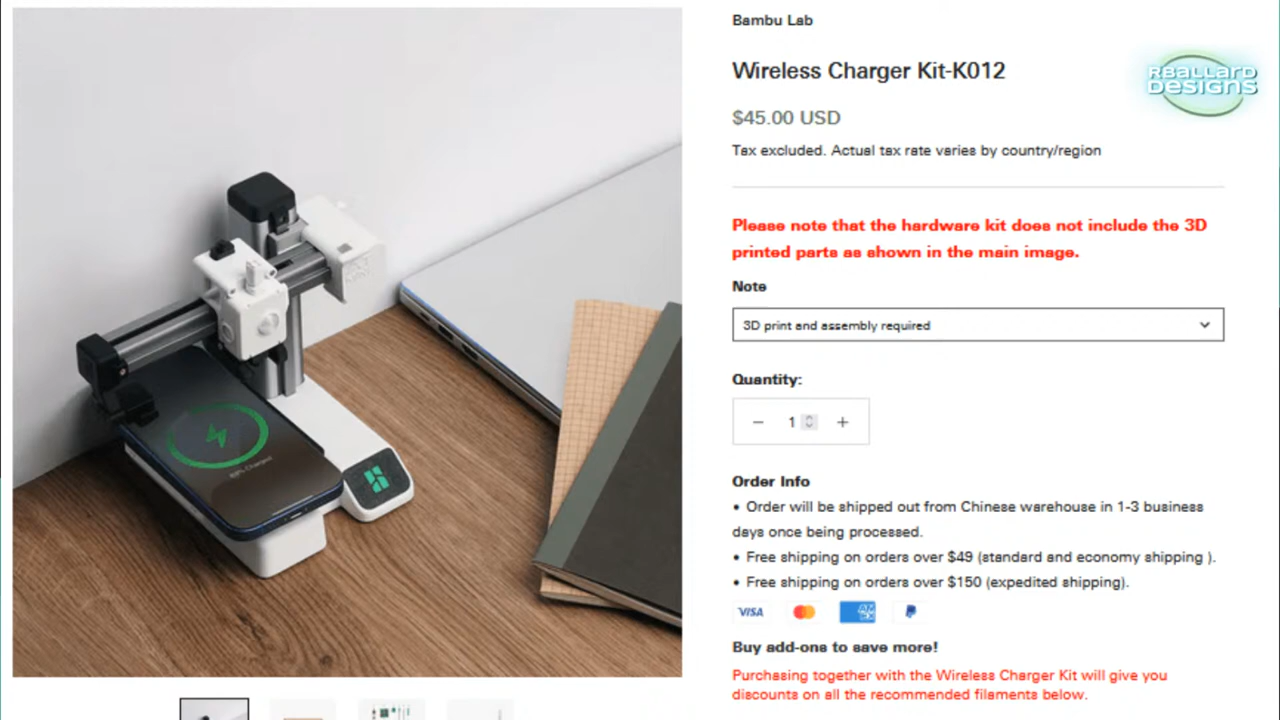 Bambu Lab
Wireless Charger Kit-K012
RBALLARD
DESIGNS
$45.00 USD
Tax excluded. Actual tax rate varies by country/region
Please note that the hardware kit does not include the 3D
printed parts as shown in the main image.
Note
3D print and assembly required
Quantity:
− 1 +
Order Info
• Order will be shipped out from Chinese warehouse in 1-3 business
days once being processed.
• Free shipping on orders over $49 (standard and economy shipping ).
• Free shipping on orders over $150 (expedited shipping).
VISA
Buy add-ons to save more!
Purchasing together with the Wireless Charger Kit will give you
discounts on all the recommended filaments below.